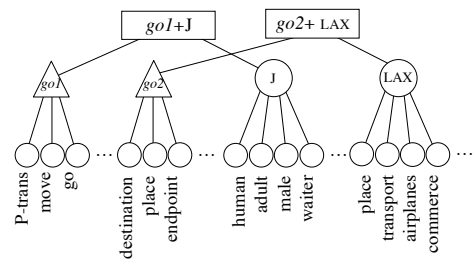 go1+J
go2+ LAX
go1
go2
J
LAX
P-trans
move
go
...
destination
place
endpoint
...
human
adult
male
waiter
...
place
transport
airplanes
commerce
...